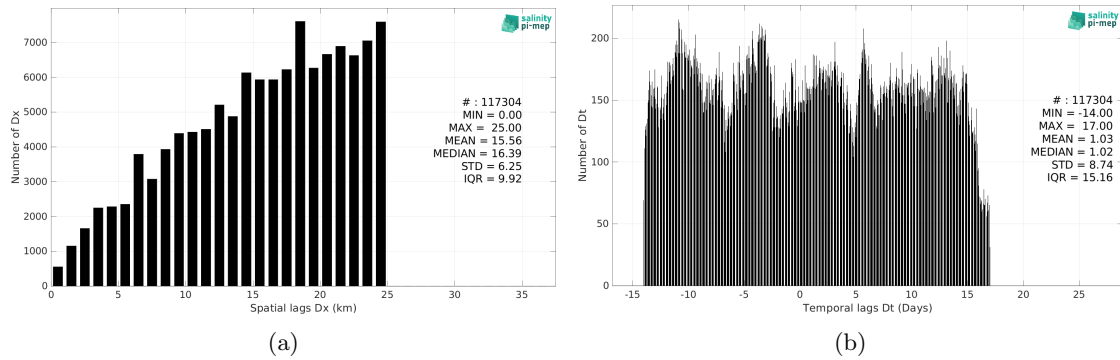 salinity
pi-mep
Number of Dx
7000
6000
5000
4000
3000
2000
1000
0
# : 117304
MIN = 0.00
MAX = 25.00
MEAN = 15.56
MEDIAN = 16.39
STD = 6.25
IQR = 9.92
0 5 10 15 20 25 30 35
Spatial lags Dx (km)
(a)
salinity
pi-mep
Number of Dt
200
150
100
50
0
# : 117304
MIN = -14.00
MAX = 17.00
MEAN = 1.03
MEDIAN = 1.02
STD = 8.74
IQR = 15.16
-15 -10 -5 0 5 10 15 20 25
Temporal lags Dt (Days)
(b)